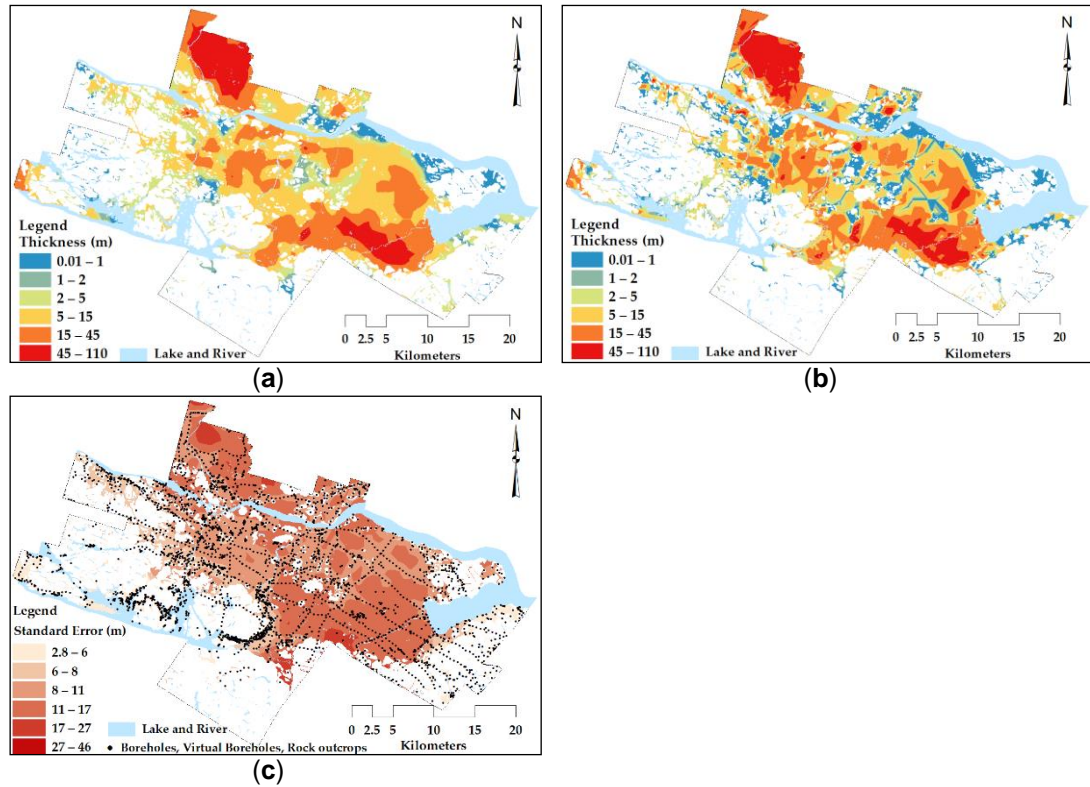 N
Legend
Thickness (m)
0.01 – 1
1 – 2
2 – 5
5 – 15
15 – 45
45 – 110
Lake and River
0 2.5 5 10 15 20
Kilometers
(a)
N
Legend
Thickness (m)
0.01 – 1
1 – 2
2 – 5
5 – 15
15 – 45
45 – 110
Lake and River
0 2.5 5 10 15 20
Kilometers
(b)
N
Legend
Standard Error (m)
2.8 – 6
6 – 8
8 – 11
11 – 17
17 – 27
27 – 46
Lake and River
Boreholes, Virtual Boreholes, Rock outcrops
0 2.5 5 10 15 20
Kilometers
(c)